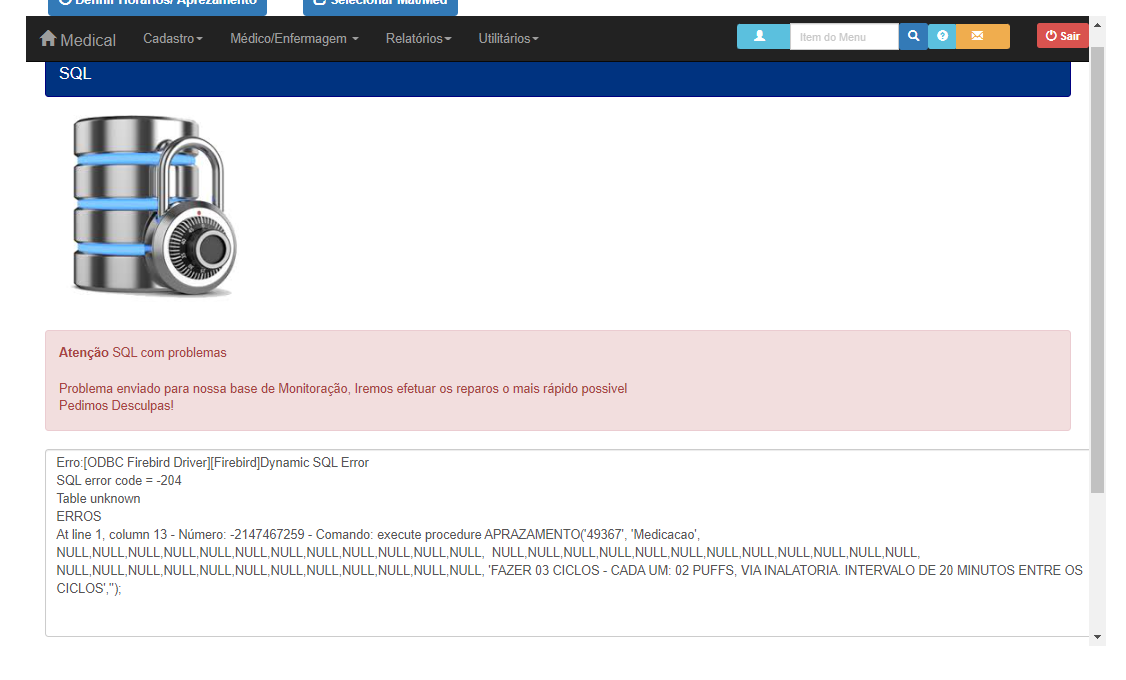 Definir Horários/ Aprezamento
Selecionar Mat/Med
Medical
Cadastro
Médico/Enfermagem
Relatórios
Utilitários
Item do Menu
Sair
SQL
Atenção SQL com problemas
Problema enviado para nossa base de Monitoração, Iremos efetuar os reparos o mais rápido possivel
Pedimos Desculpas!
Erro:[ODBC Firebird Driver][Firebird]Dynamic SQL Error
SQL error code = -204
Table unknown
ERROS
At line 1, column 13 - Número: -2147467259 - Comando: execute procedure APRAZAMENTO('49367', 'Medicacao',
NULL,NULL,NULL,NULL,NULL,NULL,NULL,NULL,NULL,NULL,NULL,NULL, NULL,NULL,NULL,NULL,NULL,NULL,NULL,NULL,NULL,NULL,NULL,NULL,
NULL,NULL,NULL,NULL,NULL,NULL,NULL,NULL,NULL,NULL,NULL,NULL, 'FAZER 03 CICLOS - CADA UM: 02 PUFFS, VIA INALATORIA. INTERVALO DE 20 MINUTOS ENTRE OS
CICLOS','');